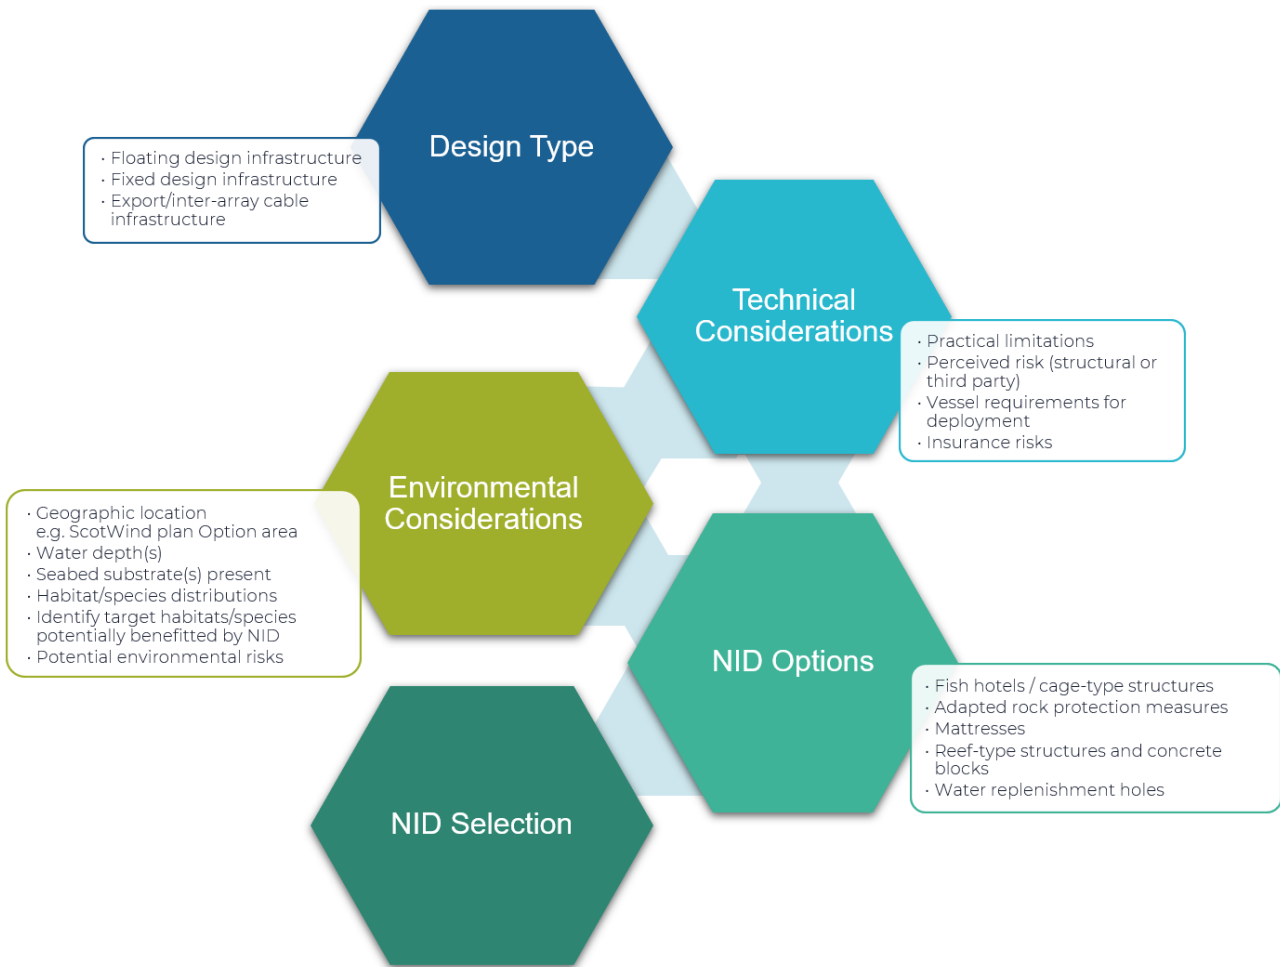 Design Type
· Floating design infrastructure
· Fixed design infrastructure
· Export/inter-array cable
infrastructure
Technical
Considerations
· Practical limitations
· Perceived risk (structural or
third party)
· Vessel requirements for
deployment
· Insurance risks
Environmental
Considerations
· Geographic location
e.g. ScotWind plan Option area
· Water depth(s)
· Seabed substrate(s) present
· Habitat/species distributions
· Identify target habitats/species
potentially benefitted by NID
· Potential environmental risks
NID Options
· Fish hotels / cage-type structures
· Adapted rock protection measures
· Mattresses
· Reef-type structures and concrete
blocks
· Water replenishment holes
NID Selection